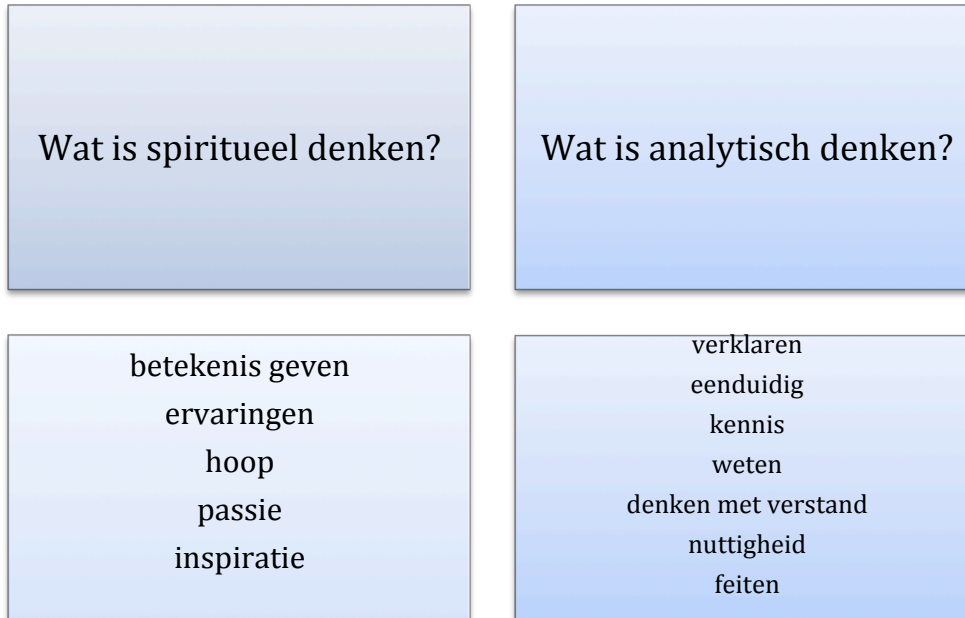 Wat is spiritueel denken?
Wat is analytisch denken?
betekenis geven
ervaringen
hoop
passie
inspiratie
verklaren
eenduidig
kennis
weten
denken met verstand
nuttigheid
feiten